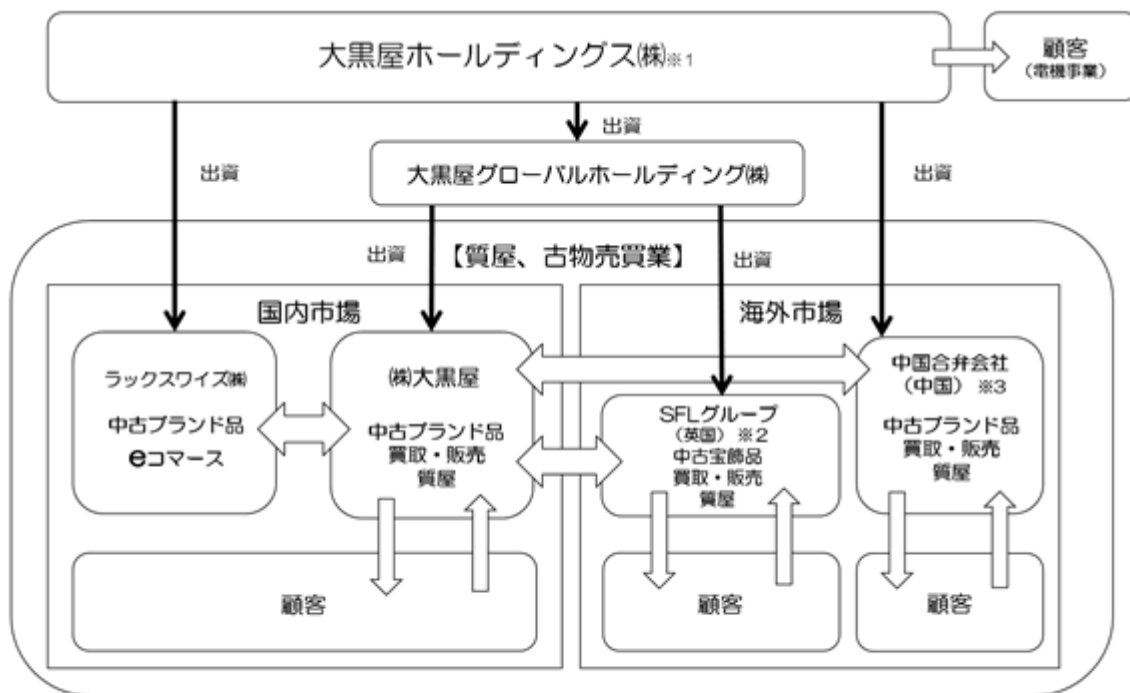 大黒屋ホールディングス㈱※1
顧客
(電機事業)
出資
大黒屋グローバルホールディング㈱
出資
出資
出資
【質屋、古物売買業】
出資
国内市場
海外市場
ラックスワイズ㈱
中古ブランド品
eコマース
㈱大黒屋
中古ブランド品
買取・販売
質屋
SFLグループ
(英国) ※2
中古宝飾品
買取・販売
質屋
中国合弁会社
(中国) ※3
中古ブランド品
買取・販売
質屋
顧客
顧客
顧客